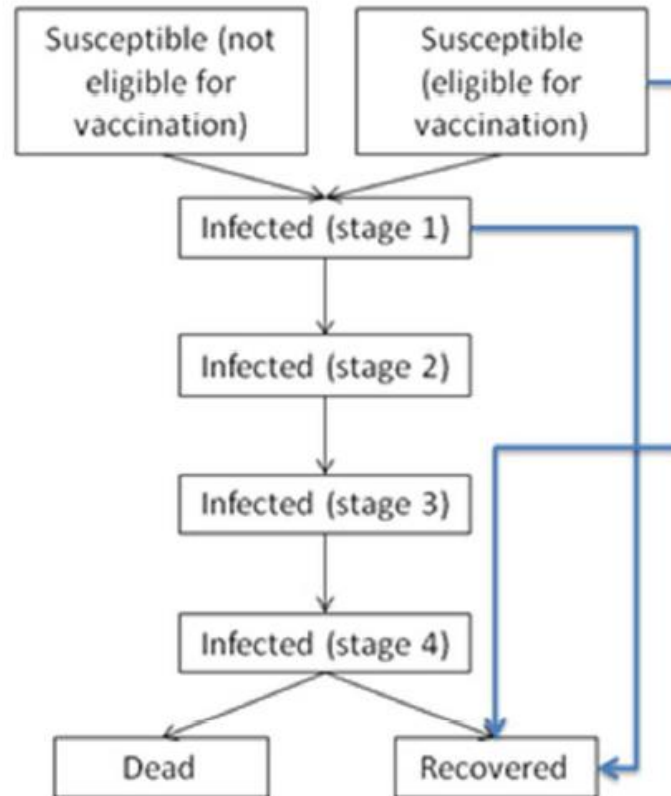 Susceptible (not
eligible for
vaccination)
Susceptible
(eligible for
vaccination)
Infected (stage 1)
Infected (stage 2)
Infected (stage 3)
Infected (stage 4)
Dead
Recovered